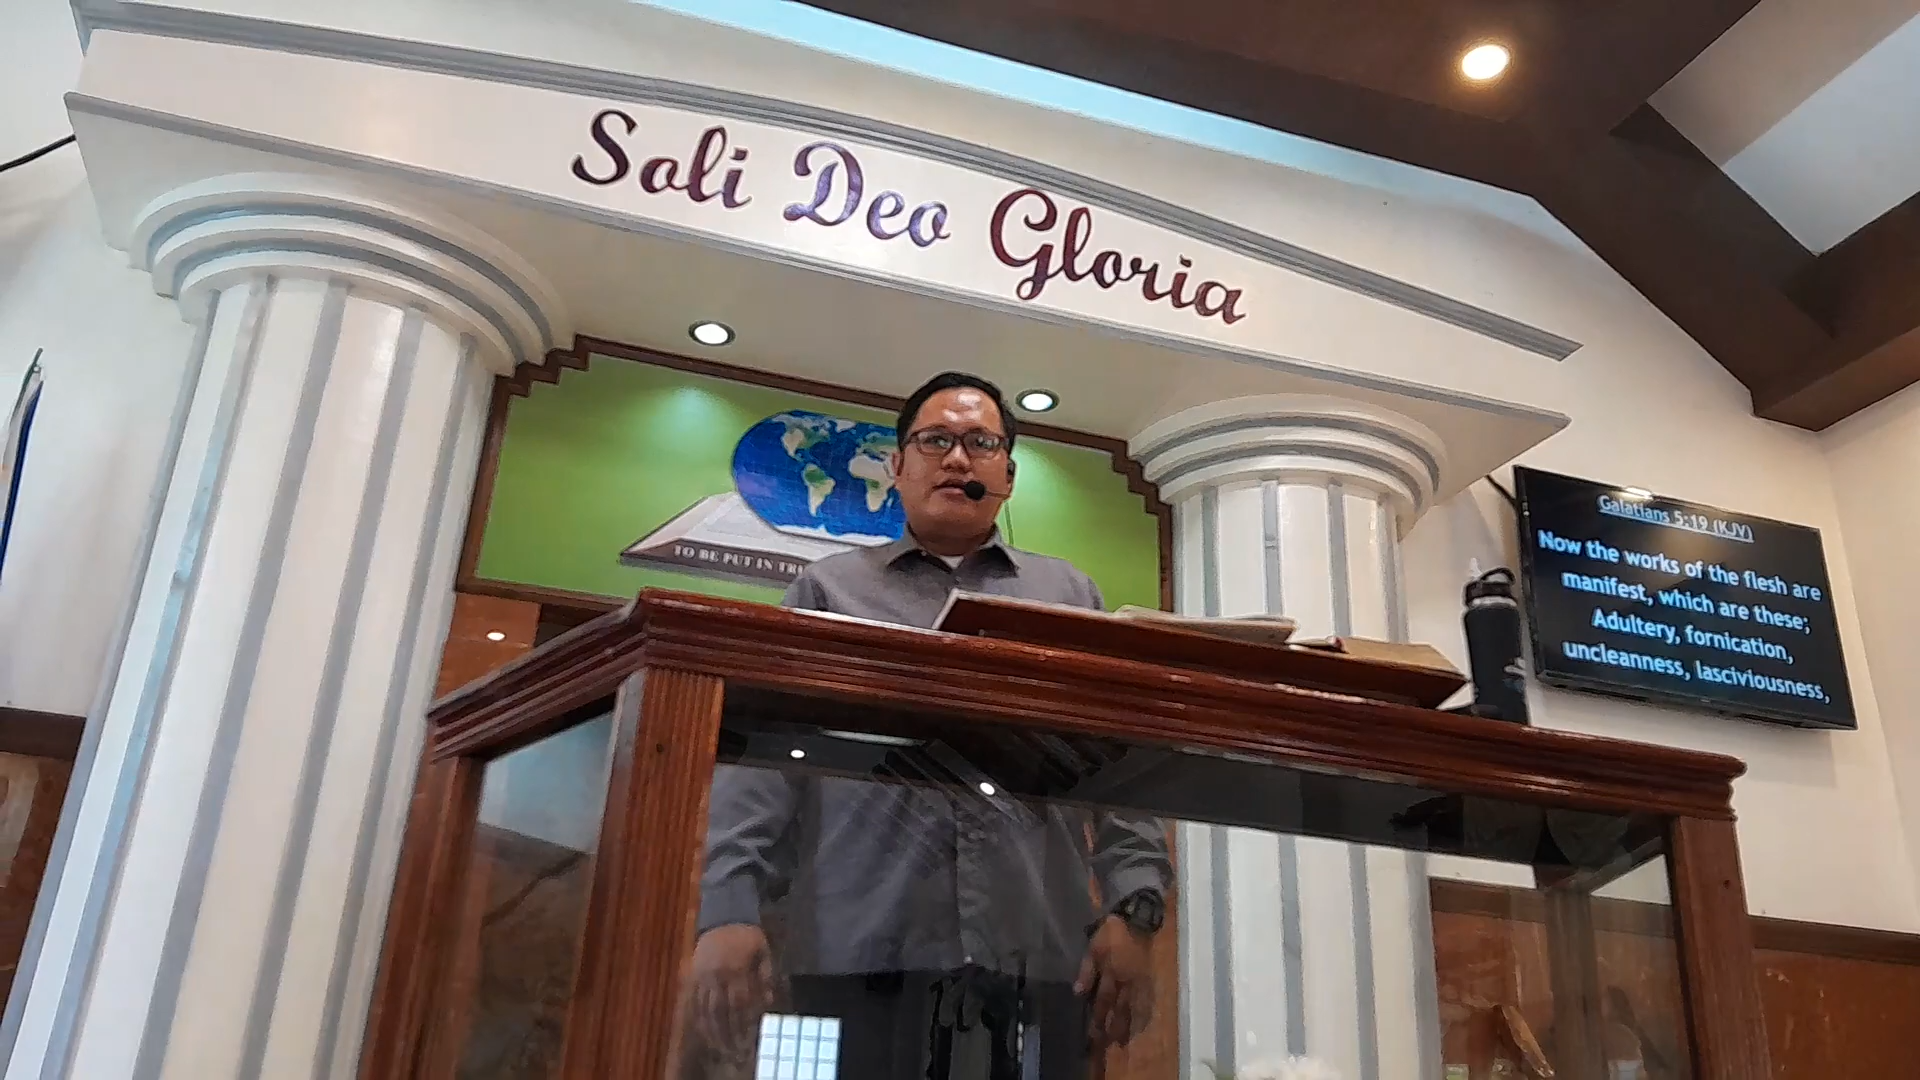 Soli Deo Gloria
TO BE PUT IN
Galatians 5:19 (KJV)
Now the works of the flesh are
manifest, which are these;
Adultery, fornication,
uncleanness, lasciviousness,